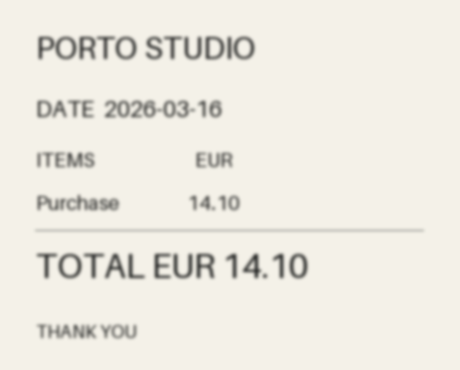 PORTO STUDIO
DATE 2026-03-16
ITEMS EUR
Purchase 14.10
TOTAL EUR 14.10
THANK YOU